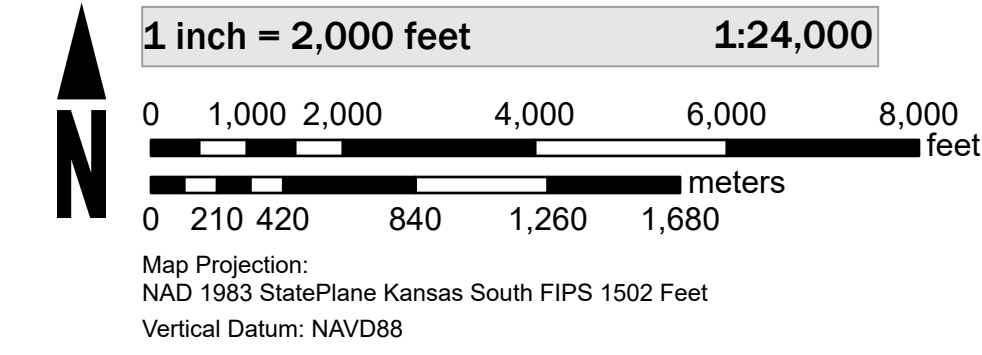 1 inch = 2,000 feet 1:24,000
0 1,000 2,000 4,000 6,000 8,000
feet
N
meters
0 210 420 840 1,260 1,680
Map Projection:
NAD 1983 StatePlane Kansas South FIPS 1502 Feet
Vertical Datum: NAVD88